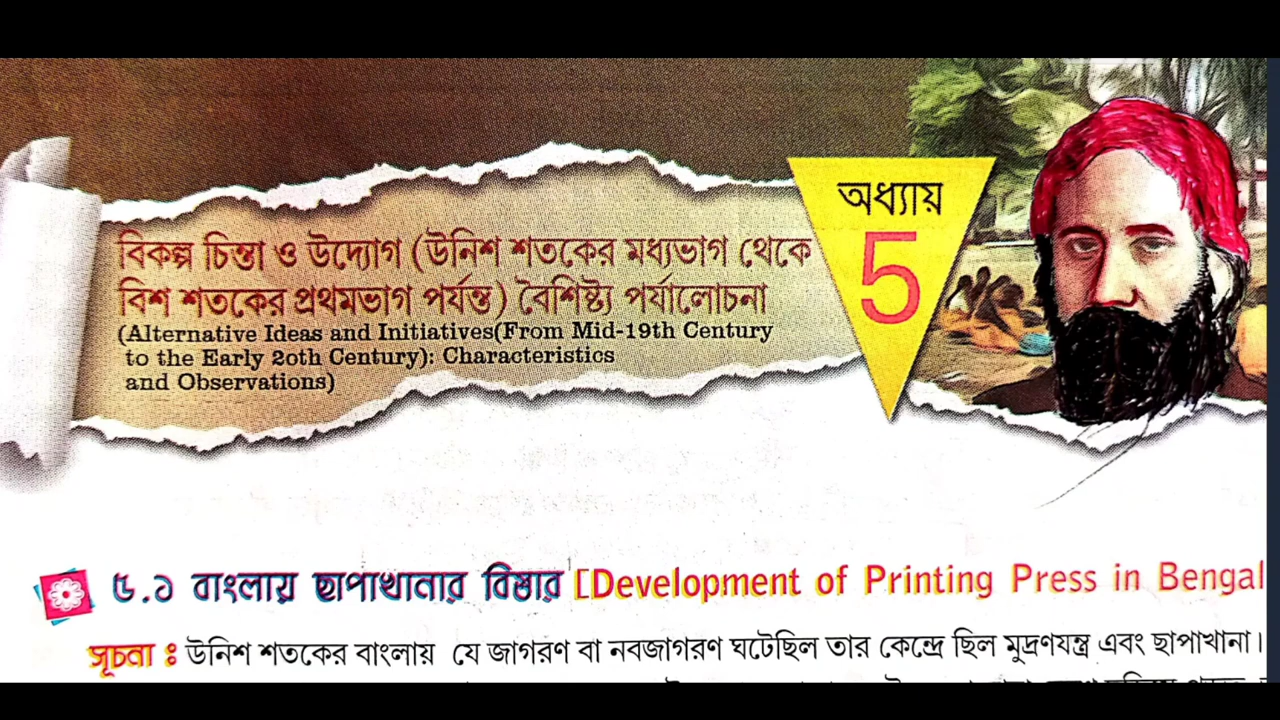 অধ্যায়
5
বিকল্প চিন্তা ও উদ্যোগ (উনিশ শতকের মধ্যভাগ থেকে
বিশ শতকের প্রথমভাগ পর্যন্ত) বৈশিষ্ট্য পর্যালোচনা
(Alternative Ideas and Initiatives(From Mid-19th Century
to the Early 2oth Century): Characteristics
and Observations)
৫.১ বাংলায় ছাপাখানার বিস্তার [Development of Printing Press in Bengal
সূচনা : উনিশ শতকের বাংলায় যে জাগরণ বা নবজাগরণ ঘটেছিল তার কেন্দ্রে ছিল মুদ্রণযন্ত্র এবং ছাপাখানা।